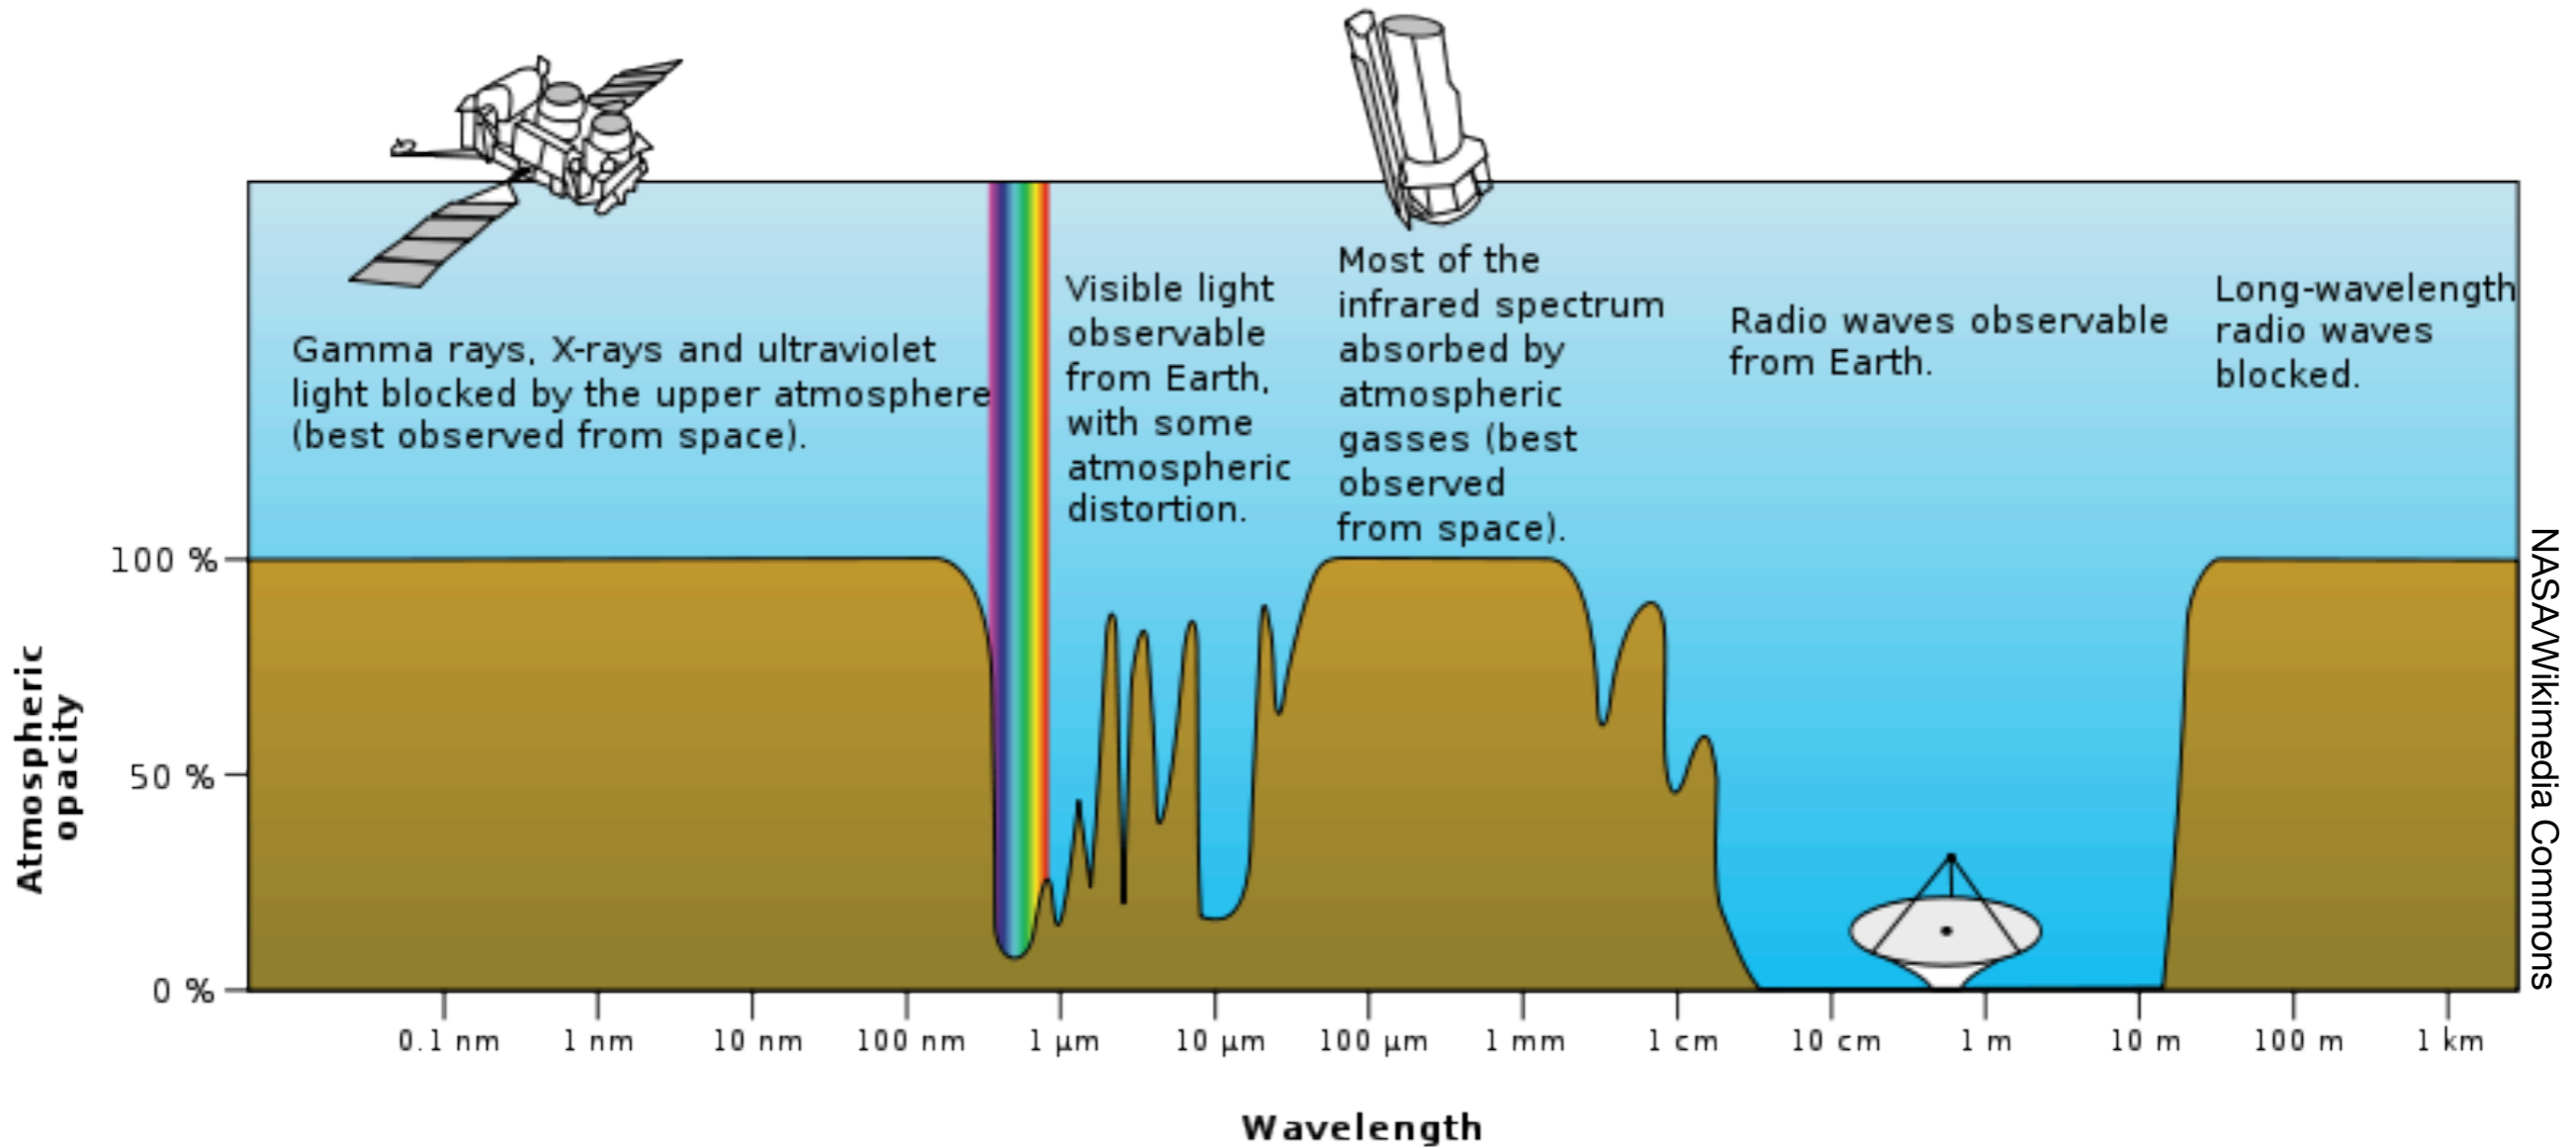 Gamma rays, X-rays and ultraviolet
light blocked by the upper atmosphere
(best observed from space).
Visible light
observable
from Earth,
with some
atmospheric
distortion.
Most of the
infrared spectrum
absorbed by
atmospheric
gasses (best
observed
from space).
Radio waves observable
from Earth.
Long-wavelength
radio waves
blocked.
Atmospheric
opacity
100 %
50 %
0 %
0.1 nm
1 nm
10 nm
100 nm
1 μm
10 μm
100 μm
1 mm
1 cm
10 cm
1 m
10 m
100 m
1 km
Wavelength
NASA/Wikimedia Commons